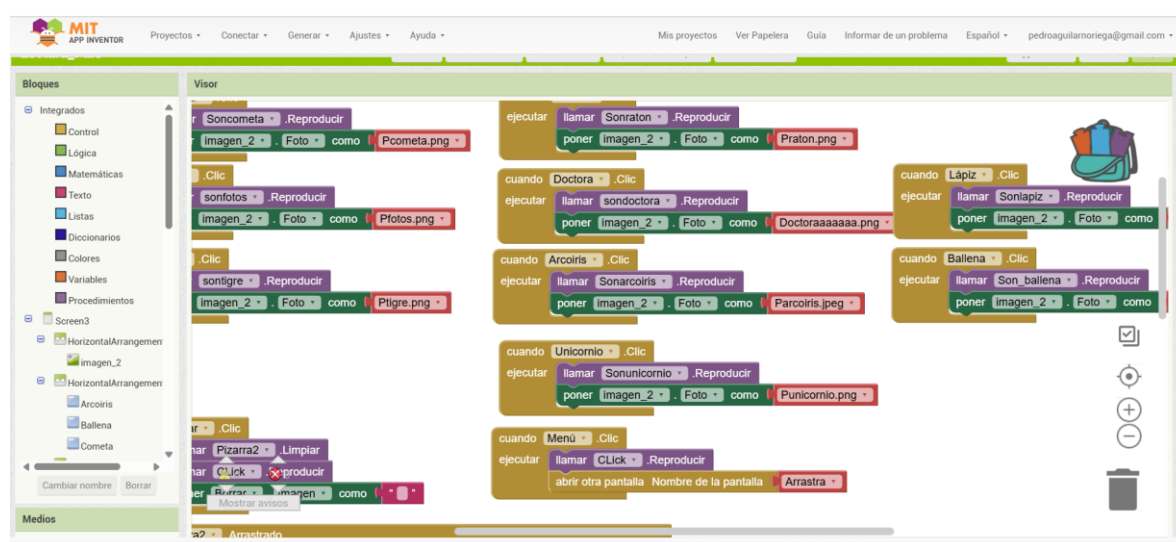 MIT
APP INVENTOR
Proyectos
Conectar
Generar
Ajustes
Ayuda
Mis proyectos
Ver Papelera
Guía
Informar de un problema
Español
pedroaguilarnoriega@gmail.com
Bloques
Visor
Integrados
Control
Lógica
Matemáticas
Texto
Listas
Diccionarios
Colores
Variables
Procedimientos
Screen3
HorizontalArrangemen
imagen_2
HorizontalArrangemen
Arcoiris
Ballena
Cometa
Cambiar nombre Borrar
Medios
Soncometa .Reproducir
imagen_2 . Foto como Pcometa.png
.Clic
sonfotos .Reproducir
imagen_2 . Foto como Pfotos.png
.Clic
sontigre .Reproducir
imagen_2 . Foto como Ptigre.png
ar .Clic
nar Pizarra2 .Limpiar
nar CLick .Reproducir
ner Borrar . Imagen como " "
Mostrar avisos
ra2 . Arrastrado
ejecutar llamar Sonraton .Reproducir
poner imagen_2 . Foto como Praton.png
cuando Doctora .Clic
ejecutar llamar sondoctora .Reproducir
poner imagen_2 . Foto como Doctoraaaaaaa.png
cuando Arcoiris .Clic
ejecutar llamar Sonarcoiris .Reproducir
poner imagen_2 . Foto como Parcoiris.jpeg
cuando Unicornio .Clic
ejecutar llamar Sonunicornio .Reproducir
poner imagen_2 . Foto como Punicornio.png
cuando Menú .Clic
ejecutar llamar CLick .Reproducir
abrir otra pantalla Nombre de la pantalla Arrastra
cuando Lápiz .Clic
ejecutar llamar Sonlapiz .Reproducir
poner imagen_2 . Foto como
cuando Ballena .Clic
ejecutar llamar Son_ballena .Reproducir
poner imagen_2 . Foto como